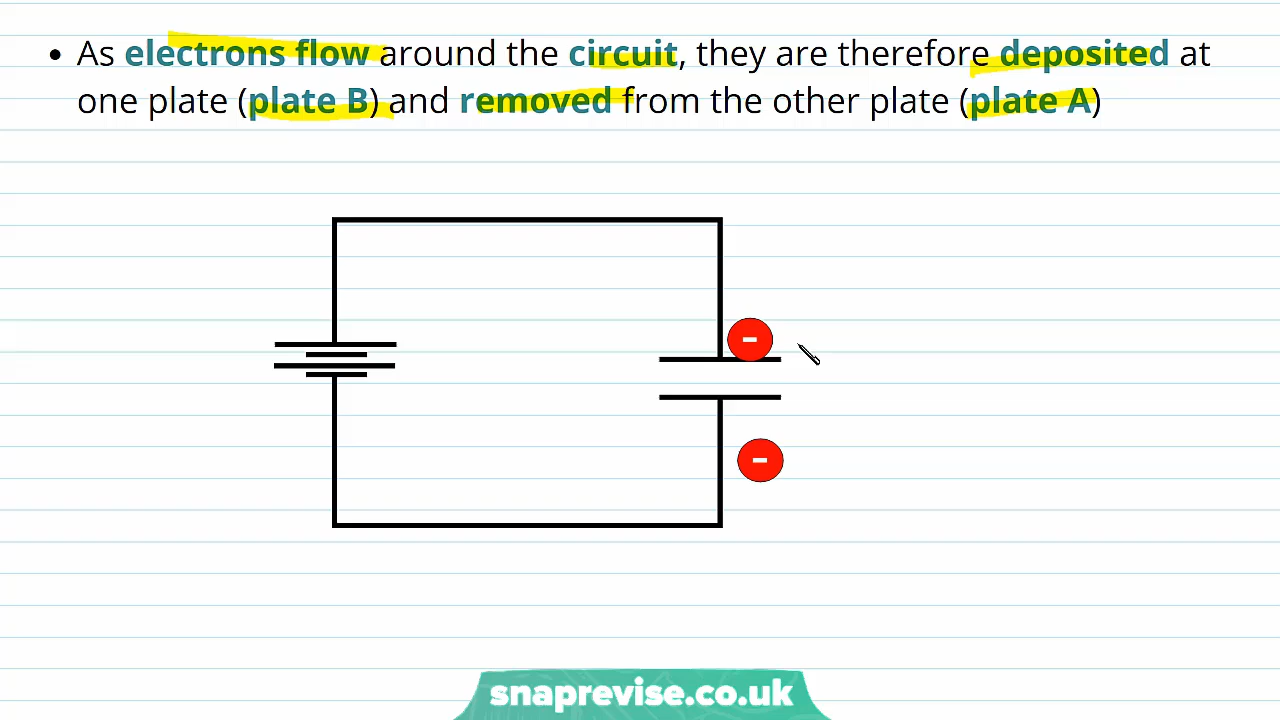 • As electrons flow around the circuit, they are therefore deposited at
one plate (plate B) and removed from the other plate (plate A)
-
-
snaprevise.co.uk